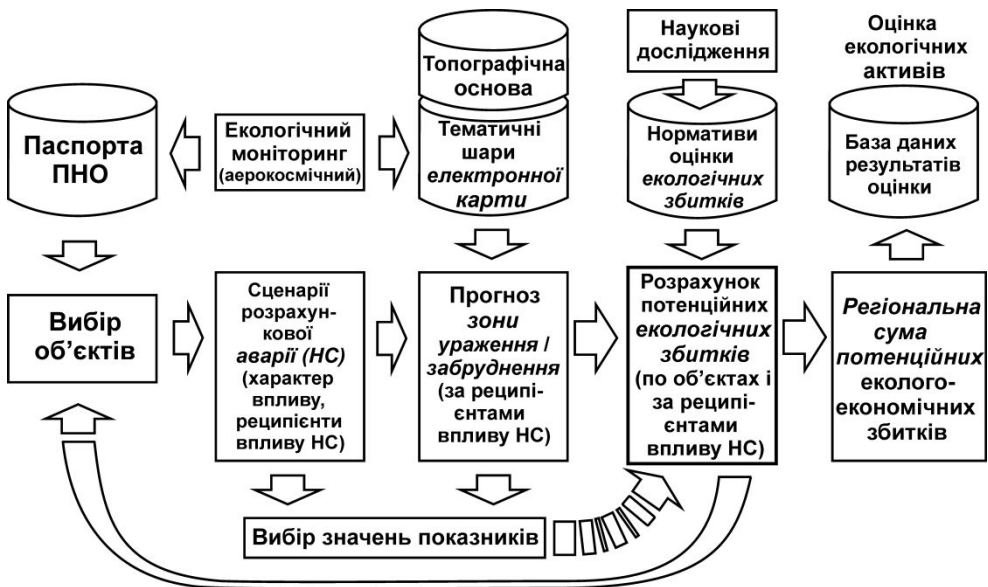 Паспорта
ПНО
Екологічний
моніторинг
(аерокосмічний)
Топографічна
основа
Тематичні
шари
електронної
карти
Наукові
дослідження
Нормативи
оцінки
екологічних
збитків
Оцінка
екологічних
активів
База даних
результатів
оцінки
Вибір
об’єктів
Сценарії
розрахун-
кової
аварії (НС)
(характер
впливу,
реципієнти
впливу НС)
Прогноз
зони
ураження /
забруднення
(за реципі-
єнтами
впливу НС)
Розрахунок
потенційних
екологічних
збитків
(по об’єктах і
за реципі-
єнтами
впливу НС)
Регіональна
сума
потенційних
еколого-
економічних
збитків
Вибір значень показників